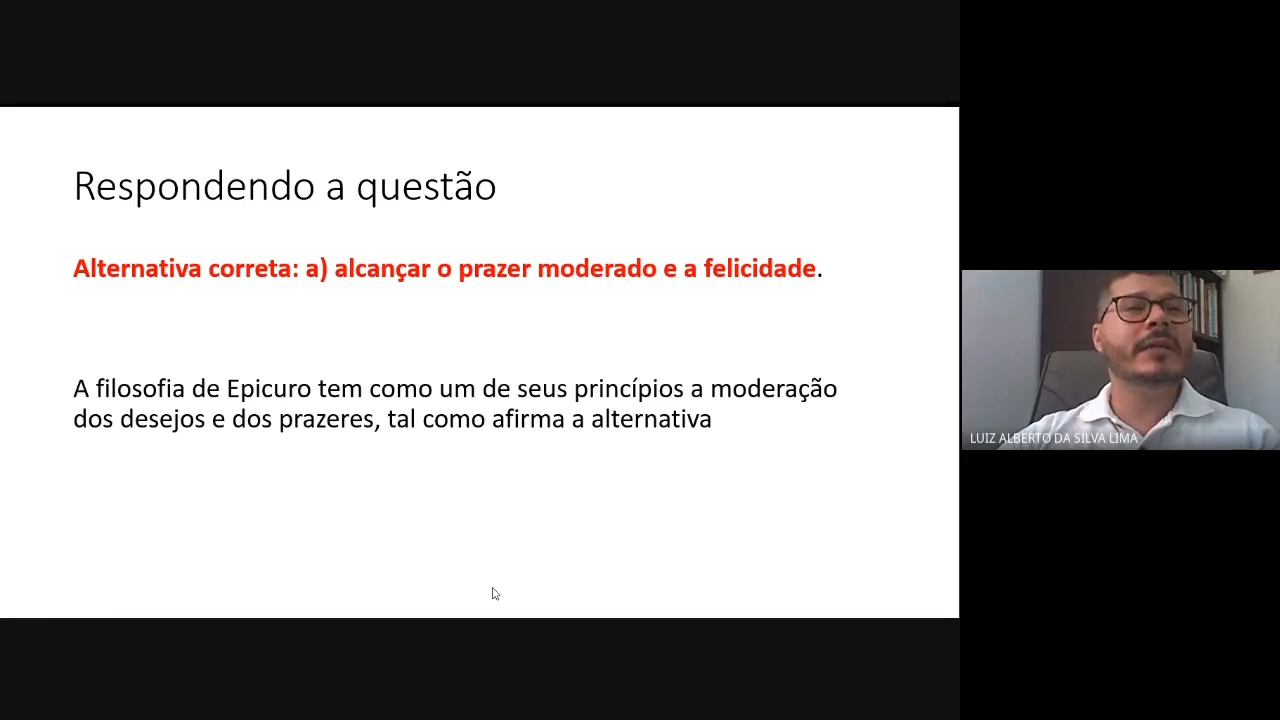 Respondendo a questão
Alternativa correta: a) alcançar o prazer moderado e a felicidade.
A filosofia de Epicuro tem como um de seus princípios a moderação
dos desejos e dos prazeres, tal como afirma a alternativa
LUIZ ALBERTO DA SILVA LIMA